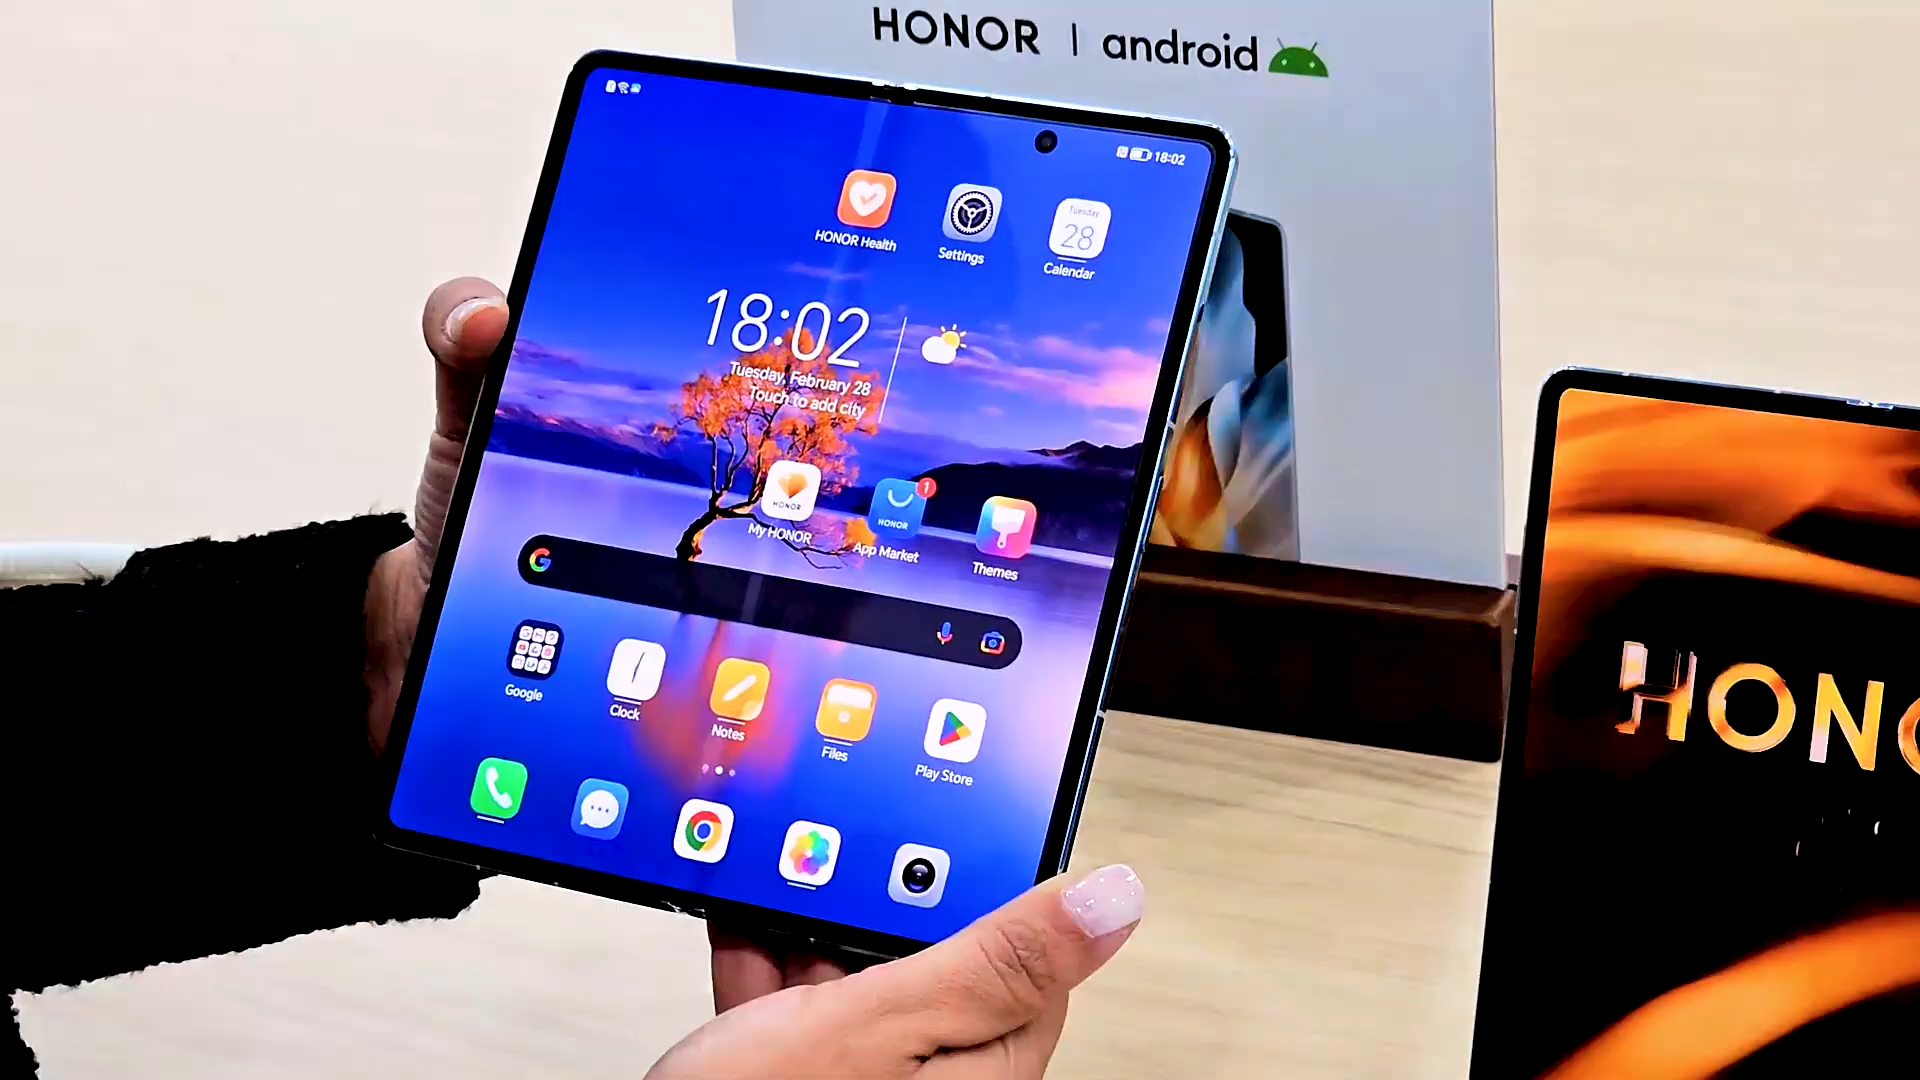 HONOR | android
18:02
HONOR Health
Settings
Tuesday
28
Calendar
18:02
Tuesday, February 28
Touch to add city
HONOR
My HONOR
1
HONOR
App Market
Themes
Google
Clock
Notes
Files
Play Store
HONO